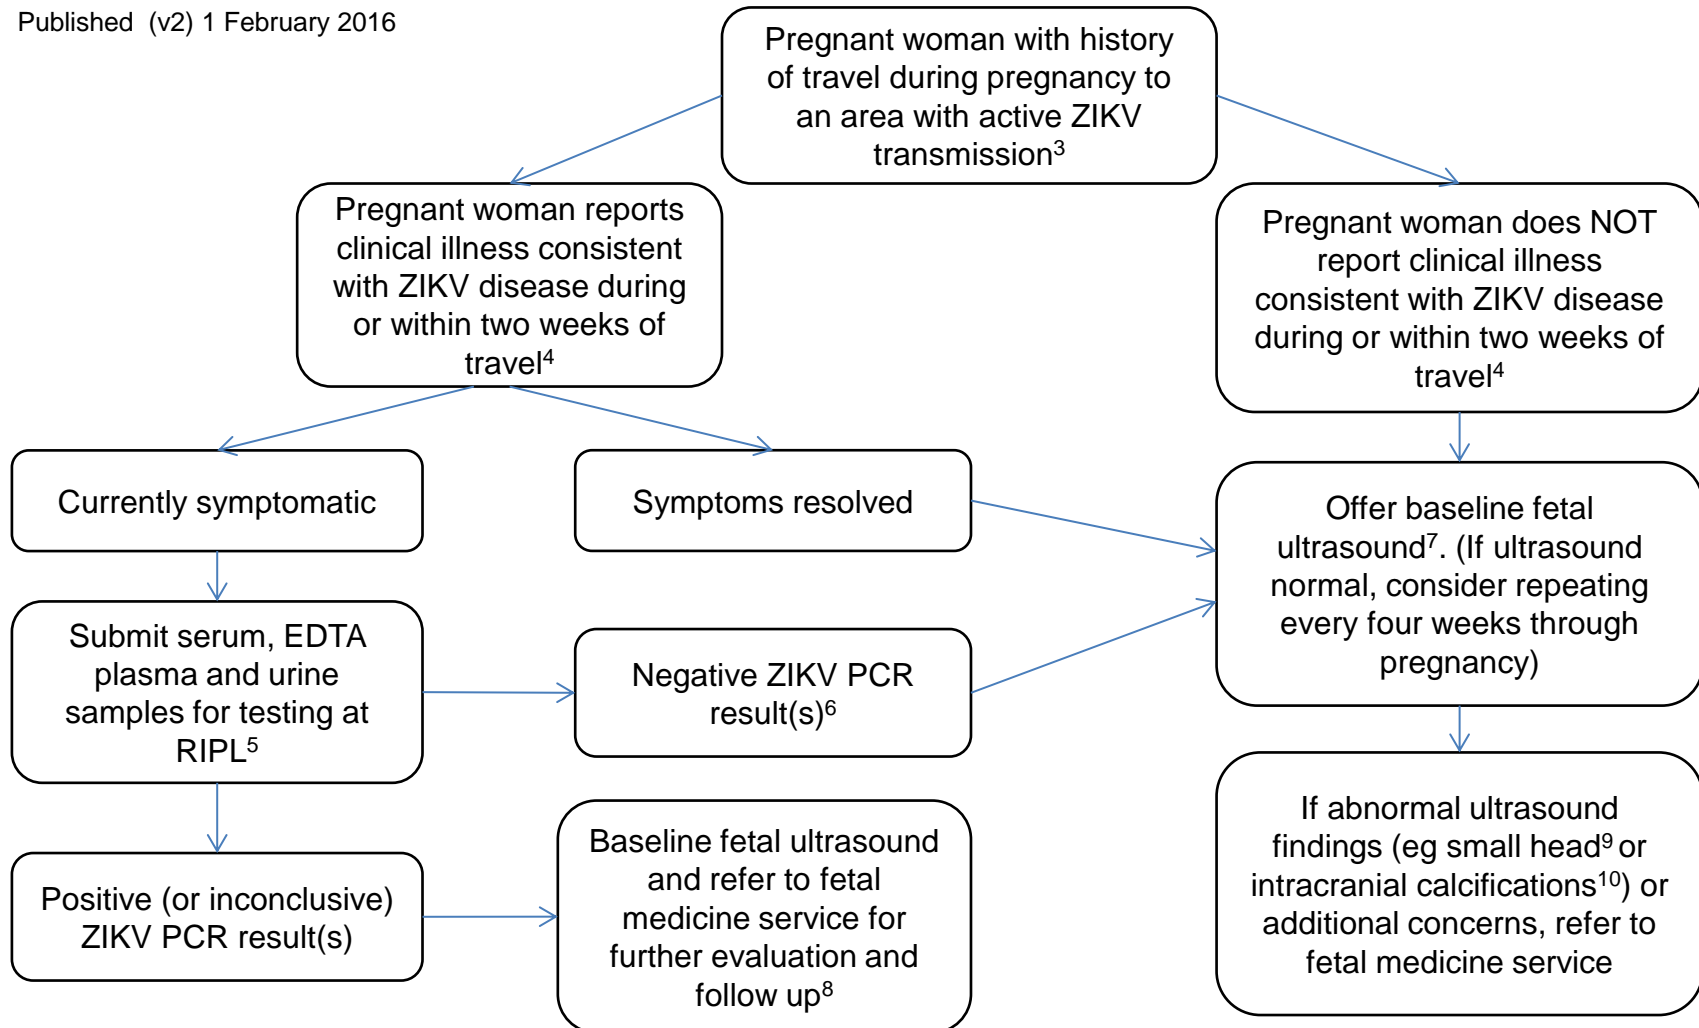 Published (v2) 1 February 2016
Pregnant woman with history
of travel during pregnancy to
an area with active ZIKV
transmission³
Pregnant woman reports
clinical illness consistent
with ZIKV disease during
or within two weeks of
travel⁴
Pregnant woman does NOT
report clinical illness
consistent with ZIKV disease
during or within two weeks of
travel⁴
Currently symptomatic
Symptoms resolved
Offer baseline fetal
ultrasound⁷. (If ultrasound
normal, consider repeating
every four weeks through
pregnancy)
Submit serum, EDTA
plasma and urine
samples for testing at
RIPL⁵
Negative ZIKV PCR
result(s)⁶
If abnormal ultrasound
findings (eg small head⁹ or
intracranial calcifications¹⁰) or
additional concerns, refer to
fetal medicine service
Positive (or inconclusive)
ZIKV PCR result(s)
Baseline fetal ultrasound
and refer to fetal
medicine service for
further evaluation and
follow up⁸